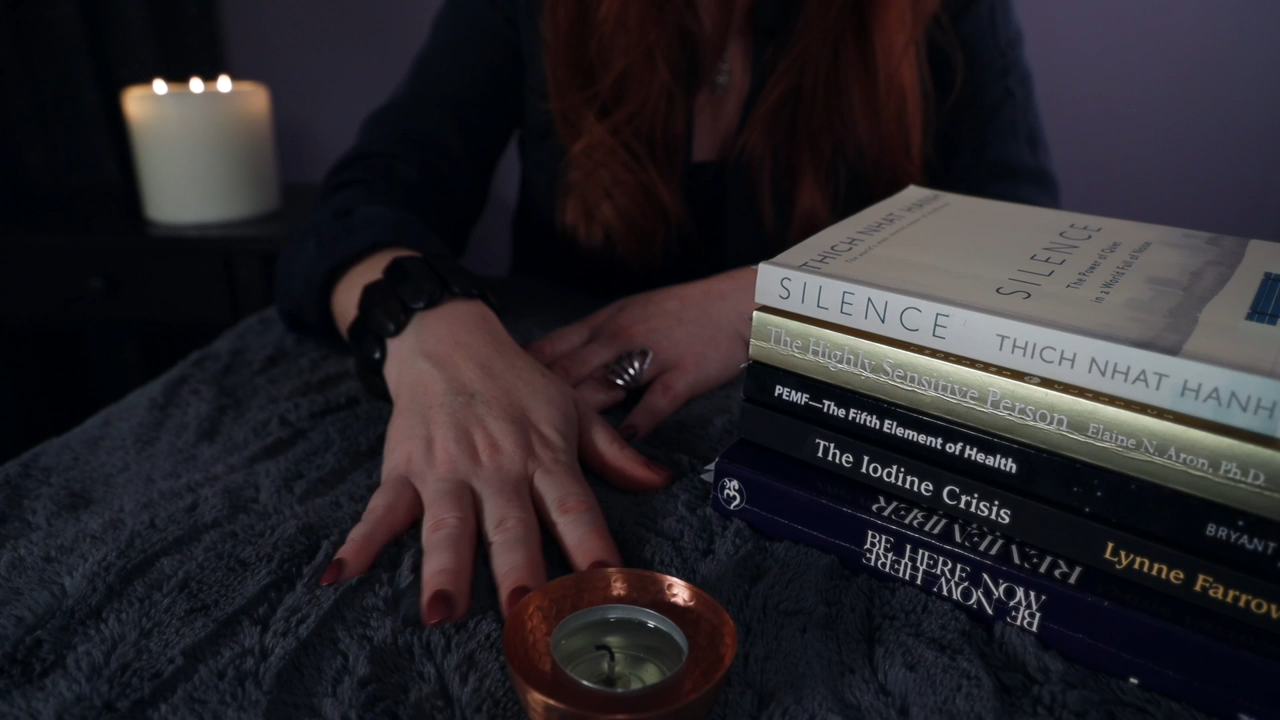 THICH NHAT HANH
SILENCE
The Power of Quiet
in a World Full of Noise
SILENCE THICH NHAT HANH
The Highly Sensitive Person Elaine N. Aron, Ph.D.
PEMF—The Fifth Element of Health BRYANT
The Iodine Crisis Lynne Farrow
REMEMBER
BE HERE NOW
BE HERE NOW